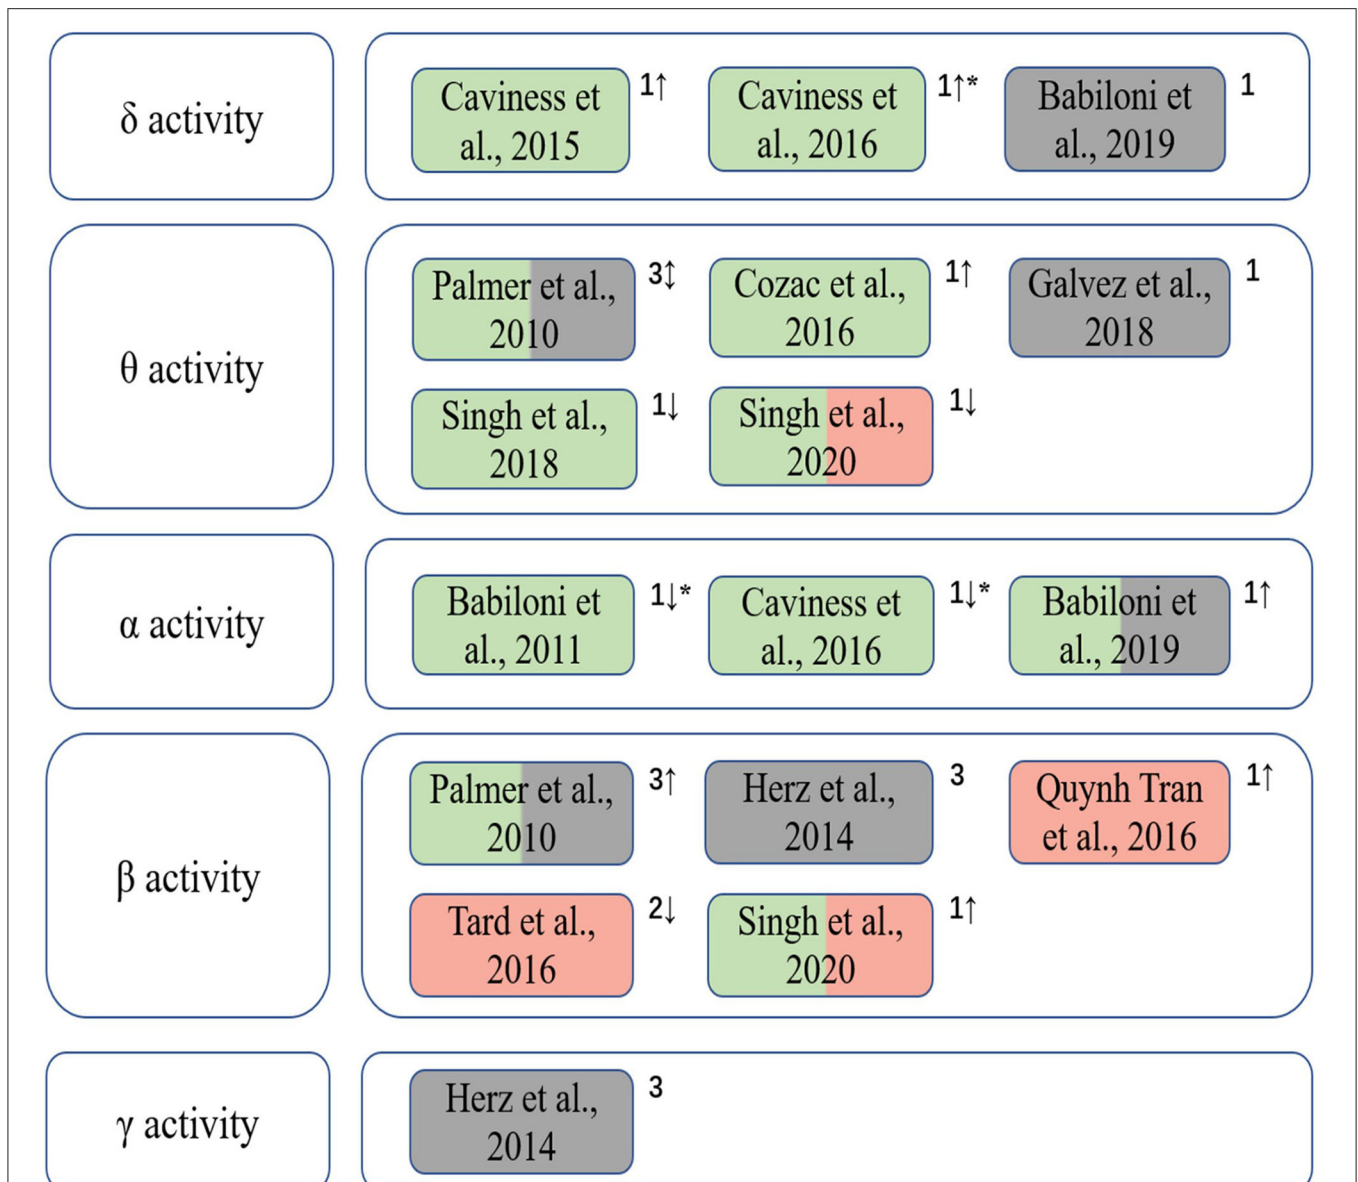 δ activity
Caviness et
al., 2015
1↑
Caviness et
al., 2016
1↑*
Babiloni et
al., 2019
1
θ activity
Palmer et al.,
2010
3↕
Cozac et al.,
2016
1↑
Galvez et al.,
2018
1
Singh et al.,
2018
1↓
Singh et al.,
2020
1↓
α activity
Babiloni et
al., 2011
1↓*
Caviness et
al., 2016
1↓*
Babiloni et
al., 2019
1↑
β activity
Palmer et al.,
2010
3↑
Herz et al.,
2014
3
Quynh Tran
et al., 2016
1↑
Tard et al.,
2016
2↓
Singh et al.,
2020
1↑
γ activity
Herz et al.,
2014
3